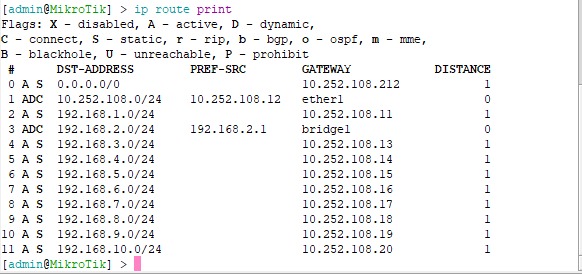 [admin@MikroTik] > ip route print
Flags: X - disabled, A - active, D - dynamic,
C - connect, S - static, r - rip, b - bgp, o - ospf, m - mme,
B - blackhole, U - unreachable, P - prohibit
 #      DST-ADDRESS        PREF-SRC        GATEWAY            DISTANCE
 0 A S  0.0.0.0/0                          10.252.108.212            1
 1 ADC  10.252.108.0/24    10.252.108.12   ether1                    0
 2 A S  192.168.1.0/24                     10.252.108.11             1
 3 ADC  192.168.2.0/24     192.168.2.1     bridge1                   0
 4 A S  192.168.3.0/24                     10.252.108.13             1
 5 A S  192.168.4.0/24                     10.252.108.14             1
 6 A S  192.168.5.0/24                     10.252.108.15             1
 7 A S  192.168.6.0/24                     10.252.108.16             1
 8 A S  192.168.7.0/24                     10.252.108.17             1
 9 A S  192.168.8.0/24                     10.252.108.18             1
10 A S  192.168.9.0/24                     10.252.108.19             1
11 A S  192.168.10.0/24                    10.252.108.20             1
[admin@MikroTik] >